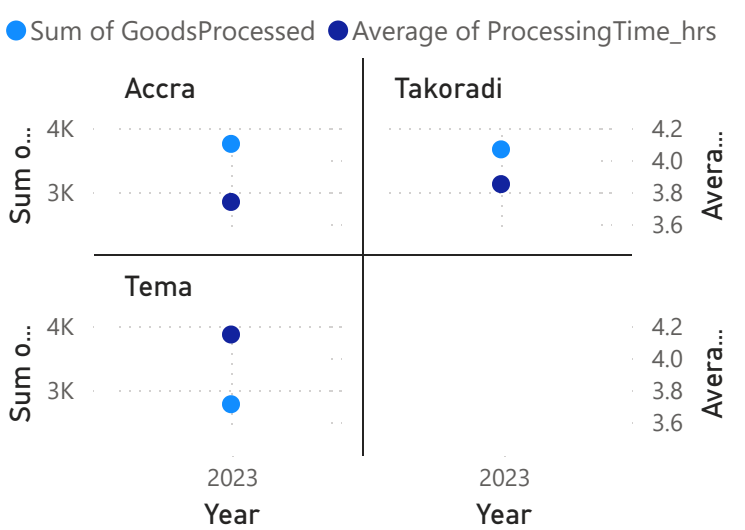 Sum of GoodsProcessed Average of ProcessingTime_hrs
Accra Takoradi
4K 4.2
4.0
3K 3.8
3.6
Sum o... Avera...
Tema
4K 4.2
4.0
3K 3.8
3.6
Sum o... Avera...
2023 2023
Year Year